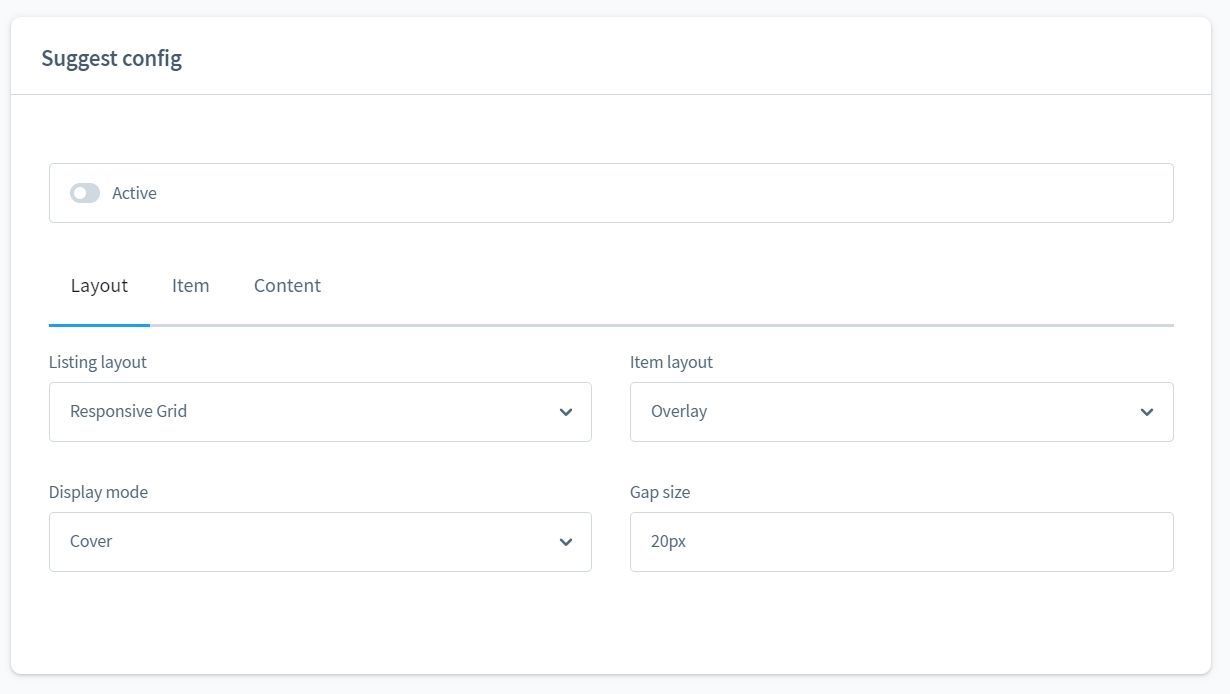 Suggest config
Active
Layout Item Content
Listing layout Item layout
Responsive Grid Overlay
Display mode Gap size
Cover 20px